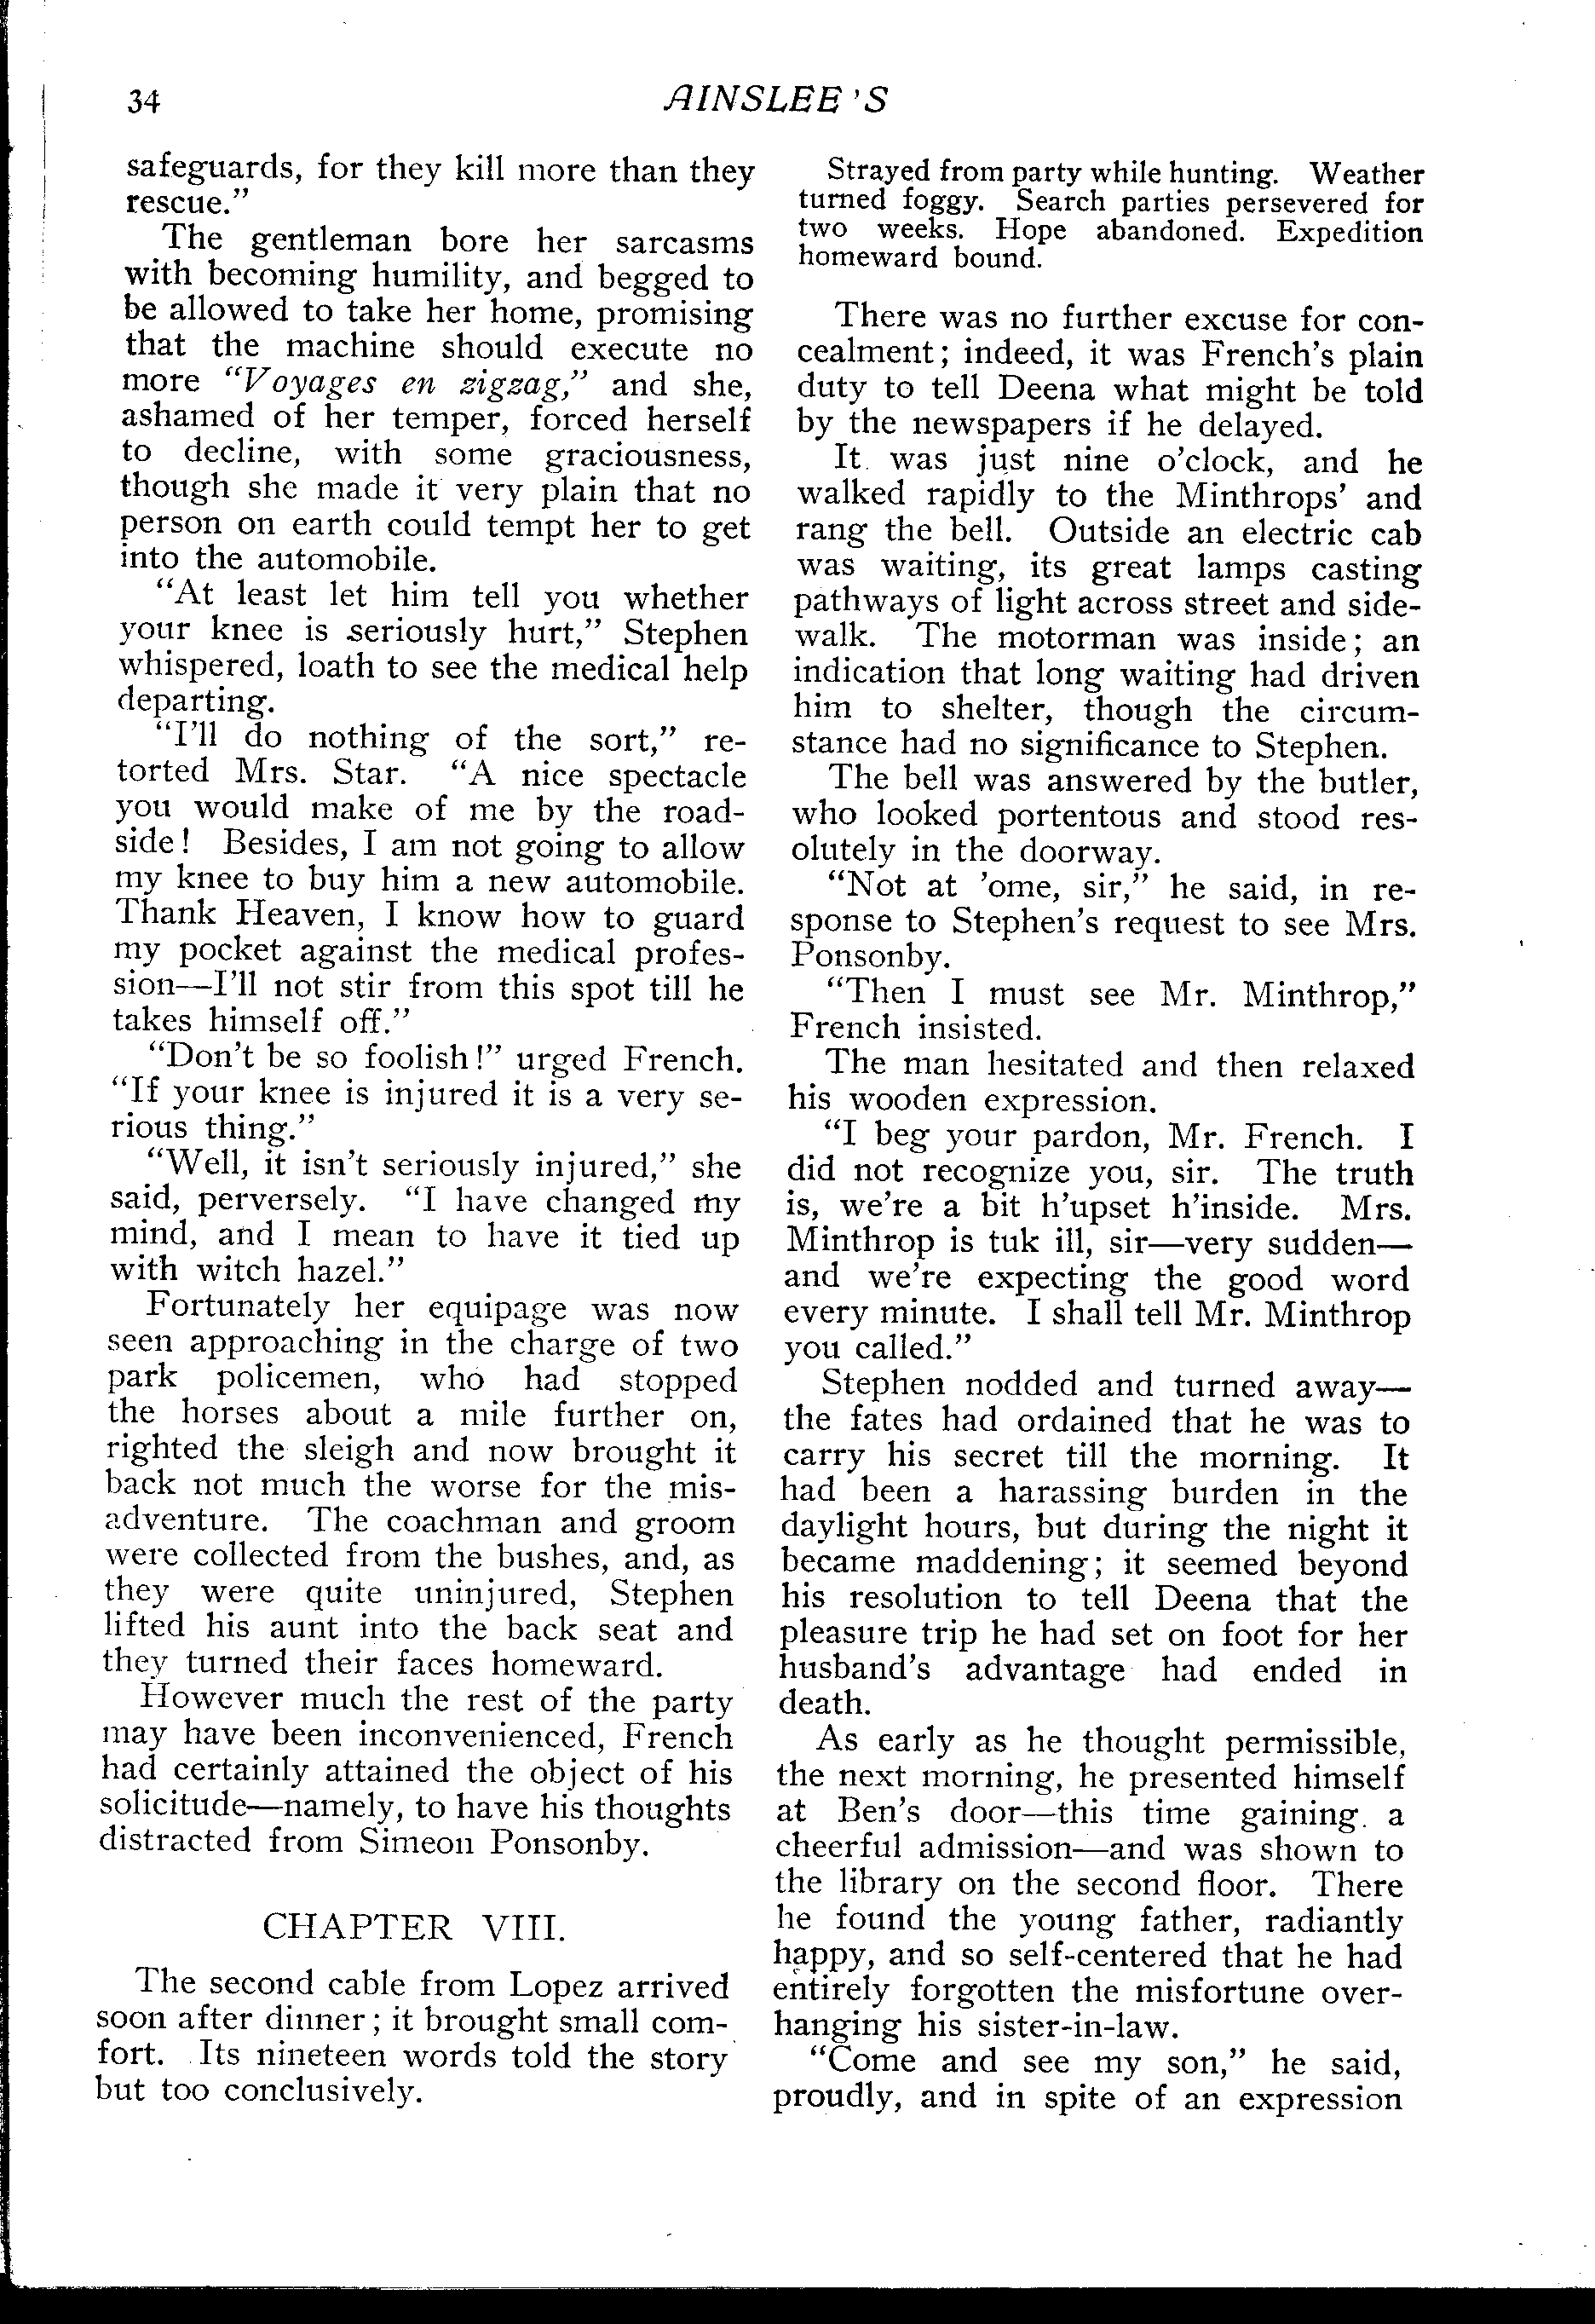 34
AINSLEE'S
safeguards, for they kill more than they
rescue."
The gentleman bore her sarcasms
with becoming humility, and begged to
be allowed to take her home, promising
that the machine should execute no
more "Voyages en zigzag," and she,
ashamed of her temper, forced herself
to decline, with some graciousness,
though she made it very plain that no
person on earth could tempt her to get
into the automobile.
"At least let him tell you whether
your knee is seriously hurt," Stephen
whispered, loath to see the medical help
departing.
"I'll do nothing of the sort," re-
torted Mrs. Star. "A nice spectacle
you would make of me by the road-
side! Besides, I am not going to allow
my knee to buy him a new automobile.
Thank Heaven, I know how to guard
my pocket against the medical profes-
sion—I'll not stir from this spot till he
takes himself off."
"Don't be so foolish!" urged French.
"If your knee is injured it is a very se-
rious thing."
"Well, it isn't seriously injured," she
said, perversely. "I have changed my
mind, and I mean to have it tied up
with witch hazel."
Fortunately her equipage was now
seen approaching in the charge of two
park policemen, who had stopped
the horses about a mile further on,
righted the sleigh and now brought it
back not much the worse for the mis-
adventure. The coachman and groom
were collected from the bushes, and, as
they were quite uninjured, Stephen
lifted his aunt into the back seat and
they turned their faces homeward.
However much the rest of the party
may have been inconvenienced, French
had certainly attained the object of his
solicitude—namely, to have his thoughts
distracted from Simeon Ponsonby.
CHAPTER VIII.
The second cable from Lopez arrived
soon after dinner; it brought small com-
fort. Its nineteen words told the story
but too conclusively.
Strayed from party while hunting. Weather
turned foggy. Search parties persevered for
two weeks. Hope abandoned. Expedition
homeward bound.
There was no further excuse for con-
cealment; indeed, it was French's plain
duty to tell Deena what might be told
by the newspapers if he delayed.
It was just nine o'clock, and he
walked rapidly to the Minthrops' and
rang the bell. Outside an electric cab
was waiting, its great lamps casting
pathways of light across street and side-
walk. The motorman was inside; an
indication that long waiting had driven
him to shelter, though the circum-
stance had no significance to Stephen.
The bell was answered by the butler,
who looked portentous and stood res-
olutely in the doorway.
"Not at 'ome, sir," he said, in re-
sponse to Stephen's request to see Mrs.
Ponsonby.
"Then I must see Mr. Minthrop,"
French insisted.
The man hesitated and then relaxed
his wooden expression.
"I beg your pardon, Mr. French. I
did not recognize you, sir. The truth
is, we're a bit h'upset h'inside. Mrs.
Minthrop is tuk ill, sir—very sudden—
and we're expecting the good word
every minute. I shall tell Mr. Minthrop
you called."
Stephen nodded and turned away—
the fates had ordained that he was to
carry his secret till the morning. It
had been a harassing burden in the
daylight hours, but during the night it
became maddening; it seemed beyond
his resolution to tell Deena that the
pleasure trip he had set on foot for her
husband's advantage had ended in
death.
As early as he thought permissible,
the next morning, he presented himself
at Ben's door—this time gaining a
cheerful admission—and was shown to
the library on the second floor. There
he found the young father, radiantly
happy, and so self-centered that he had
entirely forgotten the misfortune over-
hanging his sister-in-law.
"Come and see my son," he said,
proudly, and in spite of an expression